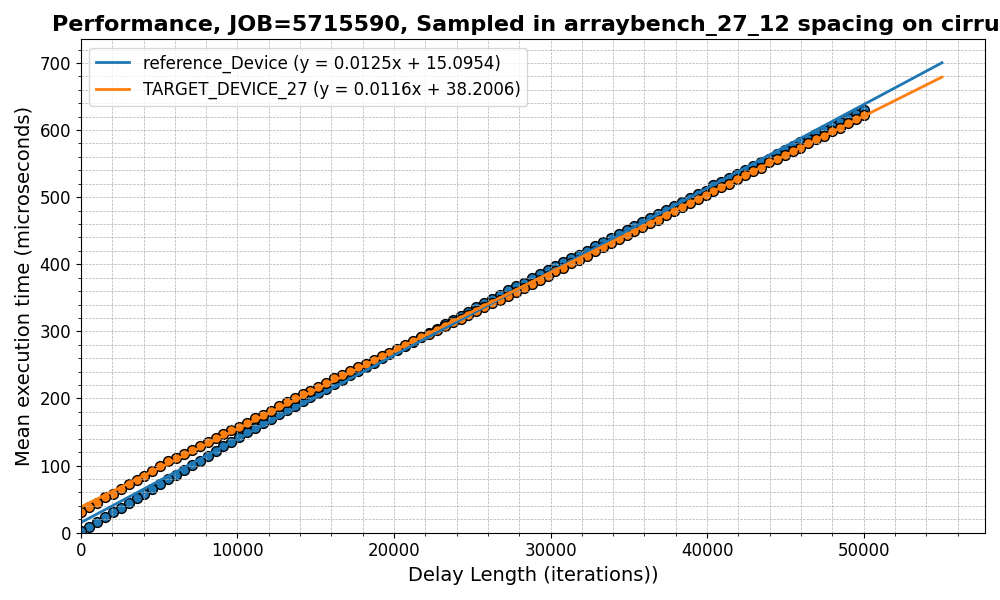 Performance, JOB=5715590, Sampled in arraybench_27_12 spacing on cirru
reference_Device (y = 0.0125x + 15.0954)
TARGET_DEVICE_27 (y = 0.0116x + 38.2006)
Mean execution time (microseconds)
700
600
500
400
300
200
100
0
0 10000 20000 30000 40000 50000
Delay Length (iterations))